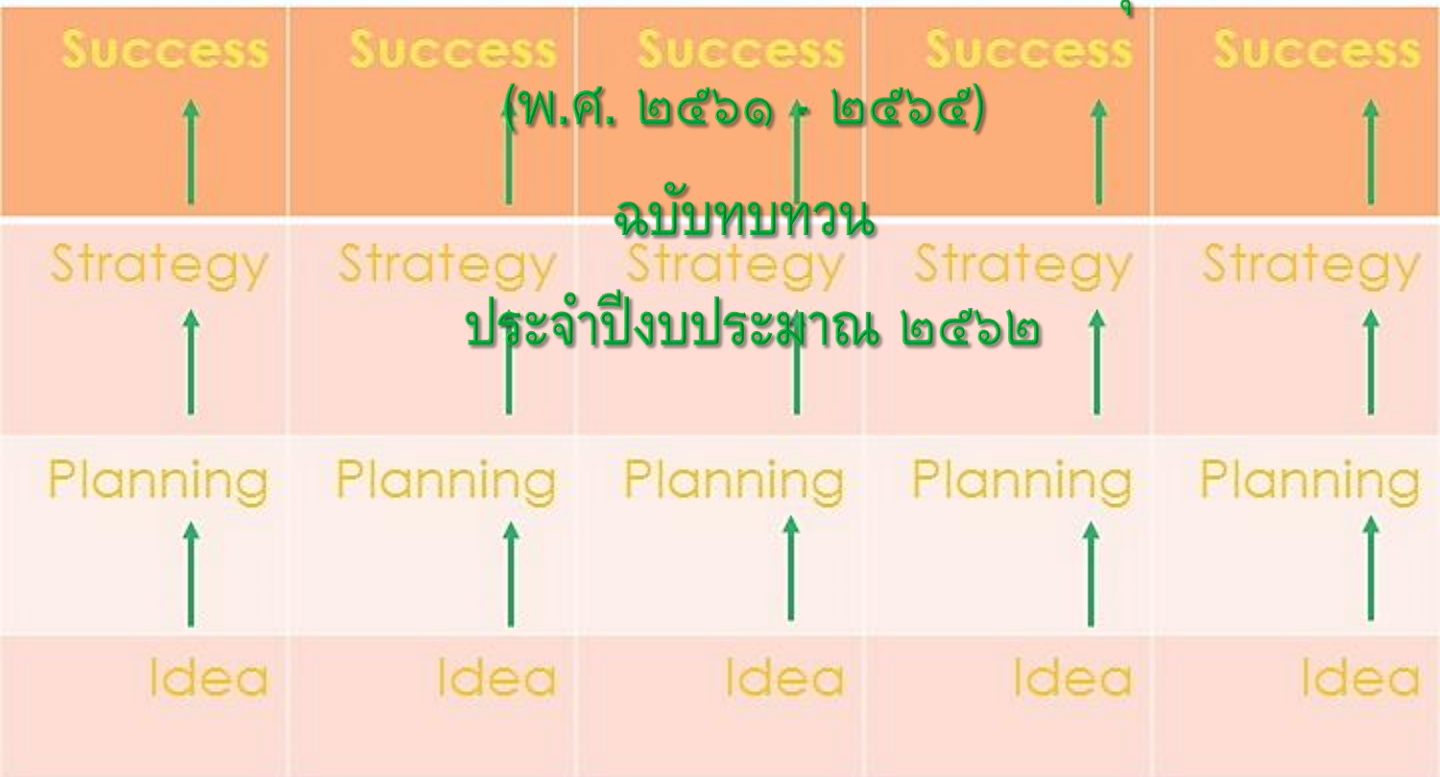 Success Success Success Success Success
(พ.ศ. ๒๕๖๑ - ๒๕๖๕)
ฉบับทบทวน
Strategy Strategy Strategy Strategy Strategy
ประจำปีงบประมาณ ๒๕๖๒
Planning Planning Planning Planning Planning
Idea Idea Idea Idea Idea